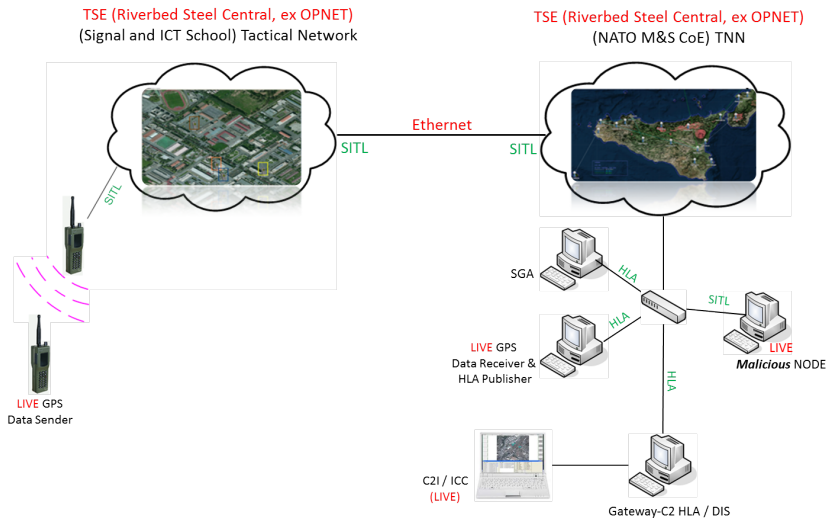 TSE (Riverbed Steel Central, ex OPNET)
(Signal and ICT School) Tactical Network
TSE (Riverbed Steel Central, ex OPNET)
(NATO M&S CoE) TNN
Ethernet
SITL
SITL
SITL
SGA
HLA
SITL
HLA
LIVE GPS
Data Receiver &
HLA Publisher
LIVE
Malicious NODE
LIVE GPS
Data Sender
HLA
C2I / ICC
(LIVE)
Gateway-C2 HLA / DIS